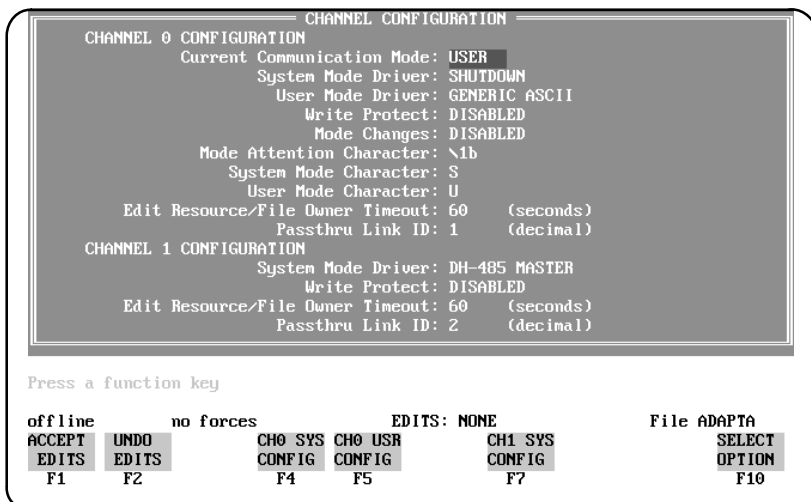 CHANNEL CONFIGURATION
CHANNEL 0 CONFIGURATION
Current Communication Mode: USER
System Mode Driver: SHUTDOWN
User Mode Driver: GENERIC ASCII
Write Protect: DISABLED
Mode Changes: DISABLED
Mode Attention Character: \1b
System Mode Character: S
User Mode Character: U
Edit Resource/File Owner Timeout: 60 (seconds)
Passthru Link ID: 1 (decimal)
CHANNEL 1 CONFIGURATION
System Mode Driver: DH-485 MASTER
Write Protect: DISABLED
Edit Resource/File Owner Timeout: 60 (seconds)
Passthru Link ID: 2 (decimal)
Press a function key
offline no forces EDITS: NONE File ADAPTA
ACCEPT UNDO CH0 SYS CH0 USR CH1 SYS SELECT
EDITS EDITS CONFIG CONFIG CONFIG OPTION
F1 F2 F4 F5 F7 F10